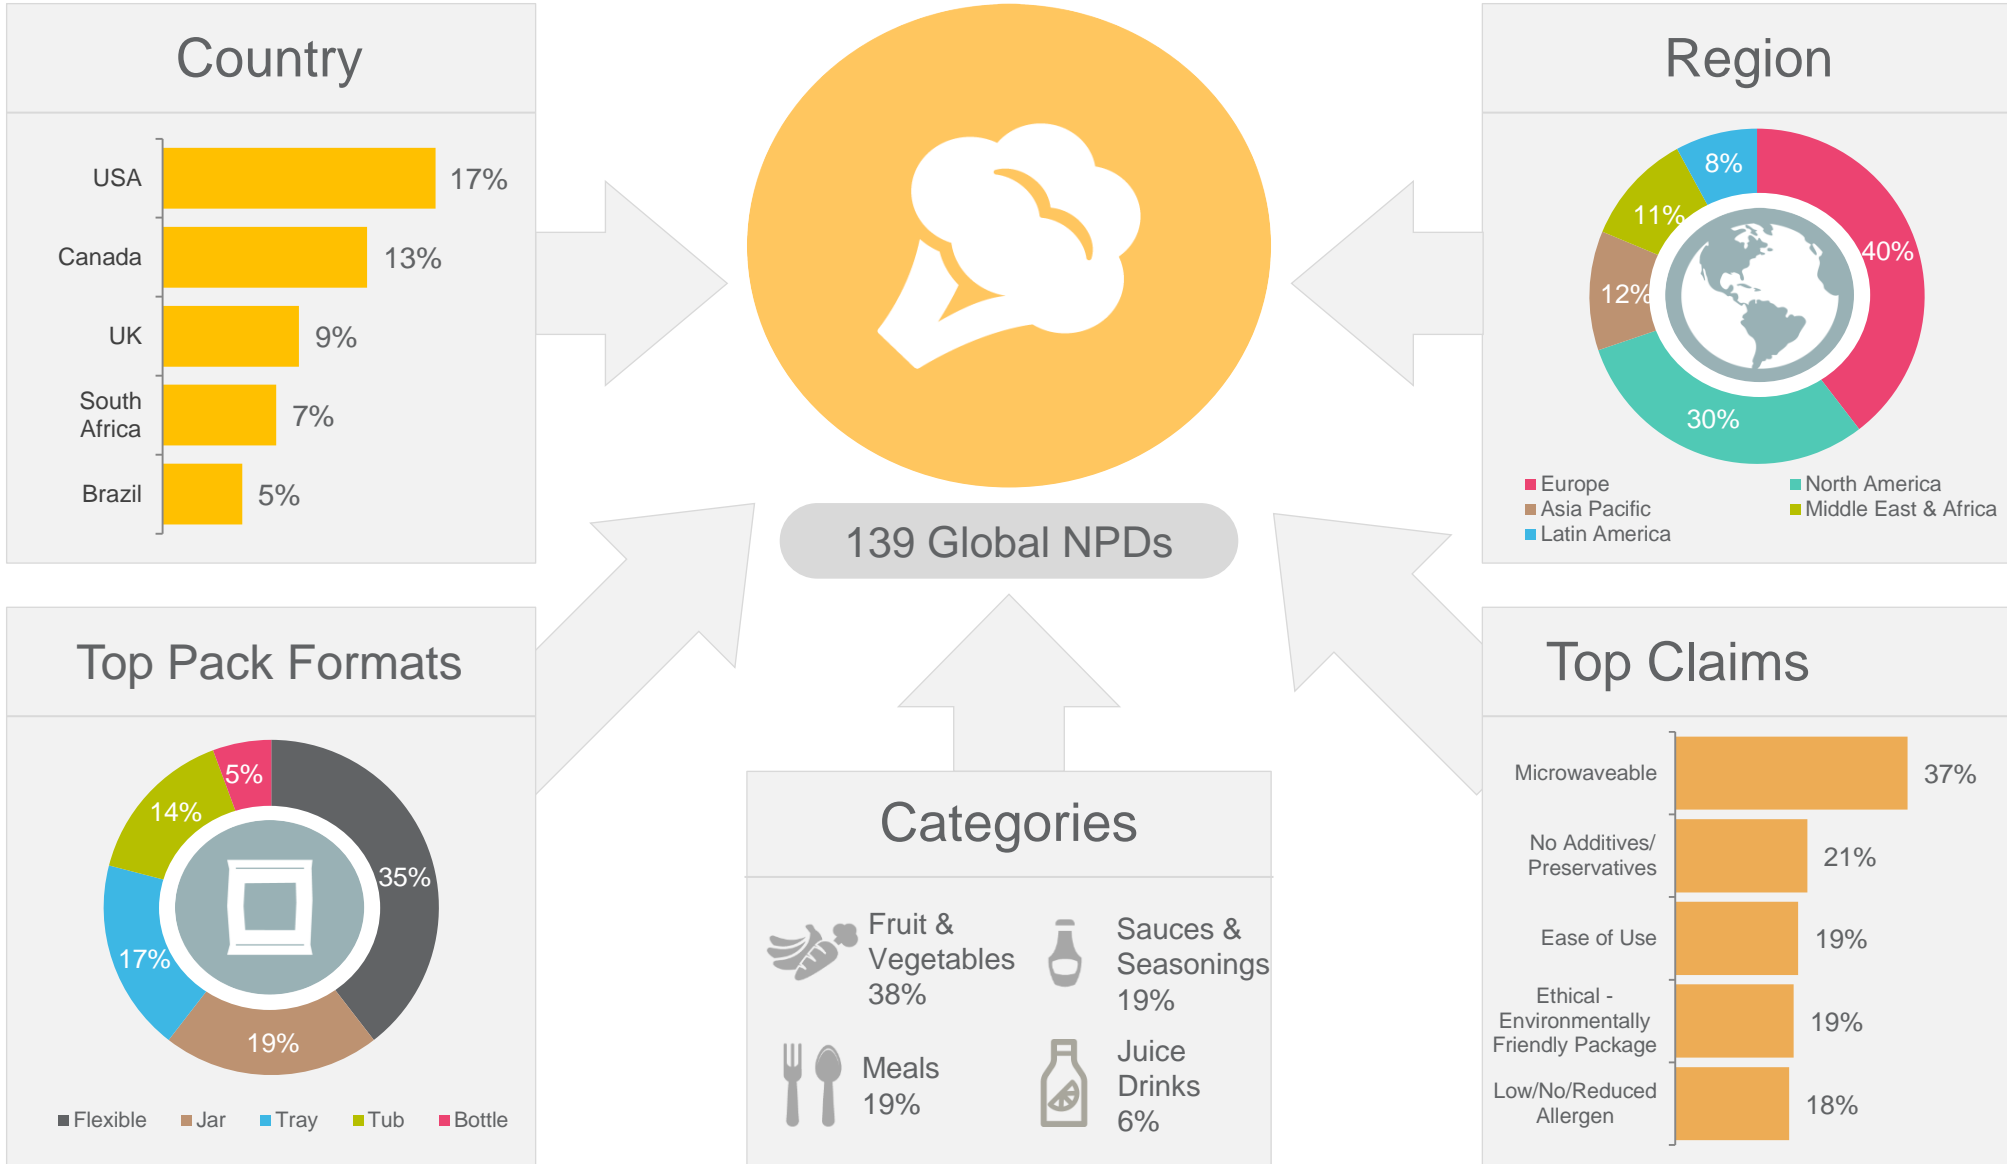 Country
USA
17%
Canada
13%
UK
9%
South
Africa
7%
Brazil
5%
139 Global NPDs
Region
8%
11%
40%
12%
30%
Europe
North America
Asia Pacific
Middle East & Africa
Latin America
Top Pack Formats
5%
14%
35%
17%
19%
Flexible
Jar
Tray
Tub
Bottle
Categories
Fruit &
Vegetables
38%
Sauces &
Seasonings
19%
Meals
19%
Juice
Drinks
6%
Top Claims
Microwaveable
37%
No Additives/
Preservatives
21%
Ease of Use
19%
Ethical -
Environmentally
Friendly Package
19%
Low/No/Reduced
Allergen
18%